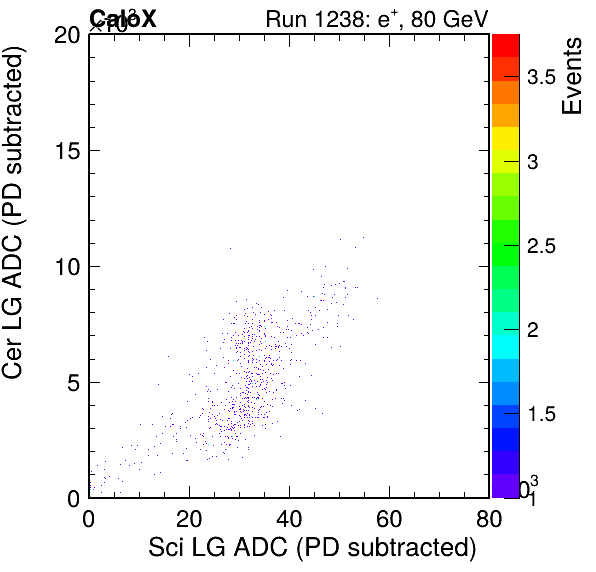 CaloX
×10³
Run 1238: e⁺, 80 GeV
20
15
10
5
0
0 20 40 60 80
Sci LG ADC (PD subtracted)
Cer LG ADC (PD subtracted)
3.5
3
2.5
2
1.5
1
Events